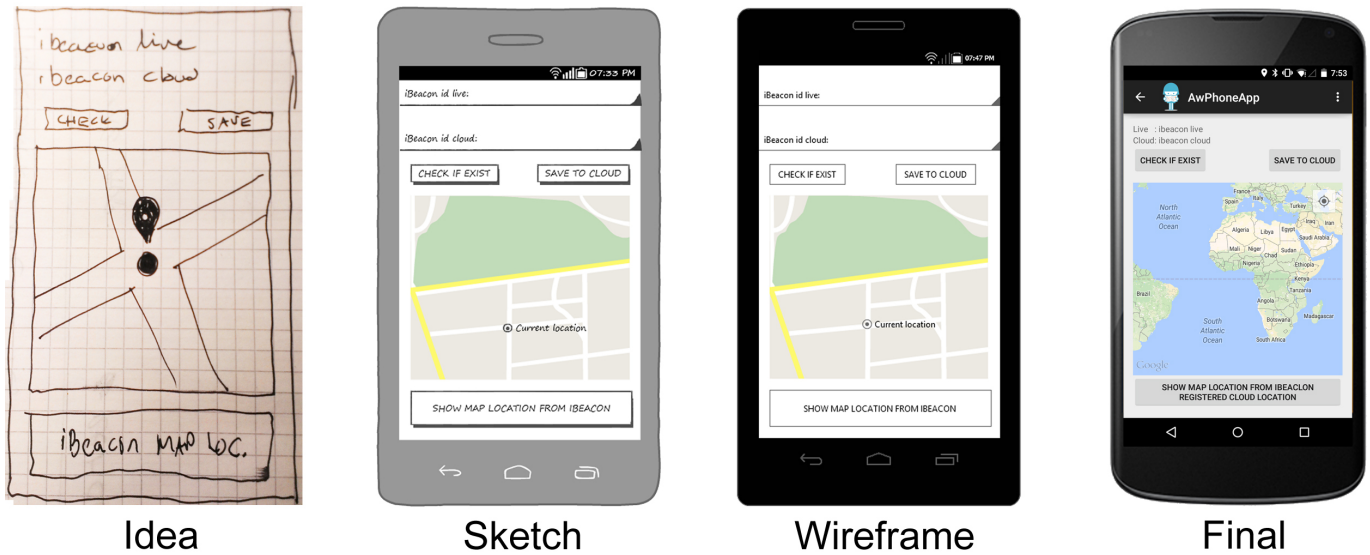 ibeacon live
ibeacon cloud
CHECK
SAVE
iBeacon MAP LOC.
Idea
07:33 PM
iBeacon id live:
iBeacon id cloud:
CHECK IF EXIST
SAVE TO CLOUD
Current location
SHOW MAP LOCATION FROM IBEACON
Sketch
07:47 PM
iBeacon id live:
iBeacon id cloud:
CHECK IF EXIST
SAVE TO CLOUD
Current location
SHOW MAP LOCATION FROM IBEACON
Wireframe
7:53
AwPhoneApp
Live : ibeacon live
Cloud: ibeacon cloud
CHECK IF EXIST
SAVE TO CLOUD
France
Spain
Italy
Turkey
North
Atlantic
Ocean
Iraq
Iran
Algeria
Libya
Egypt
Saudi Arabia
Mali
Niger
Chad
Sudan
Nigeria
Ethiopia
Kenya
Tanzania
Brazil
Angola
Botswana
Madagascar
South
Atlantic
Ocean
South Africa
Google
SHOW MAP LOCATION FROM IBEACLON
REGISTERED CLOUD LOCATION
Final